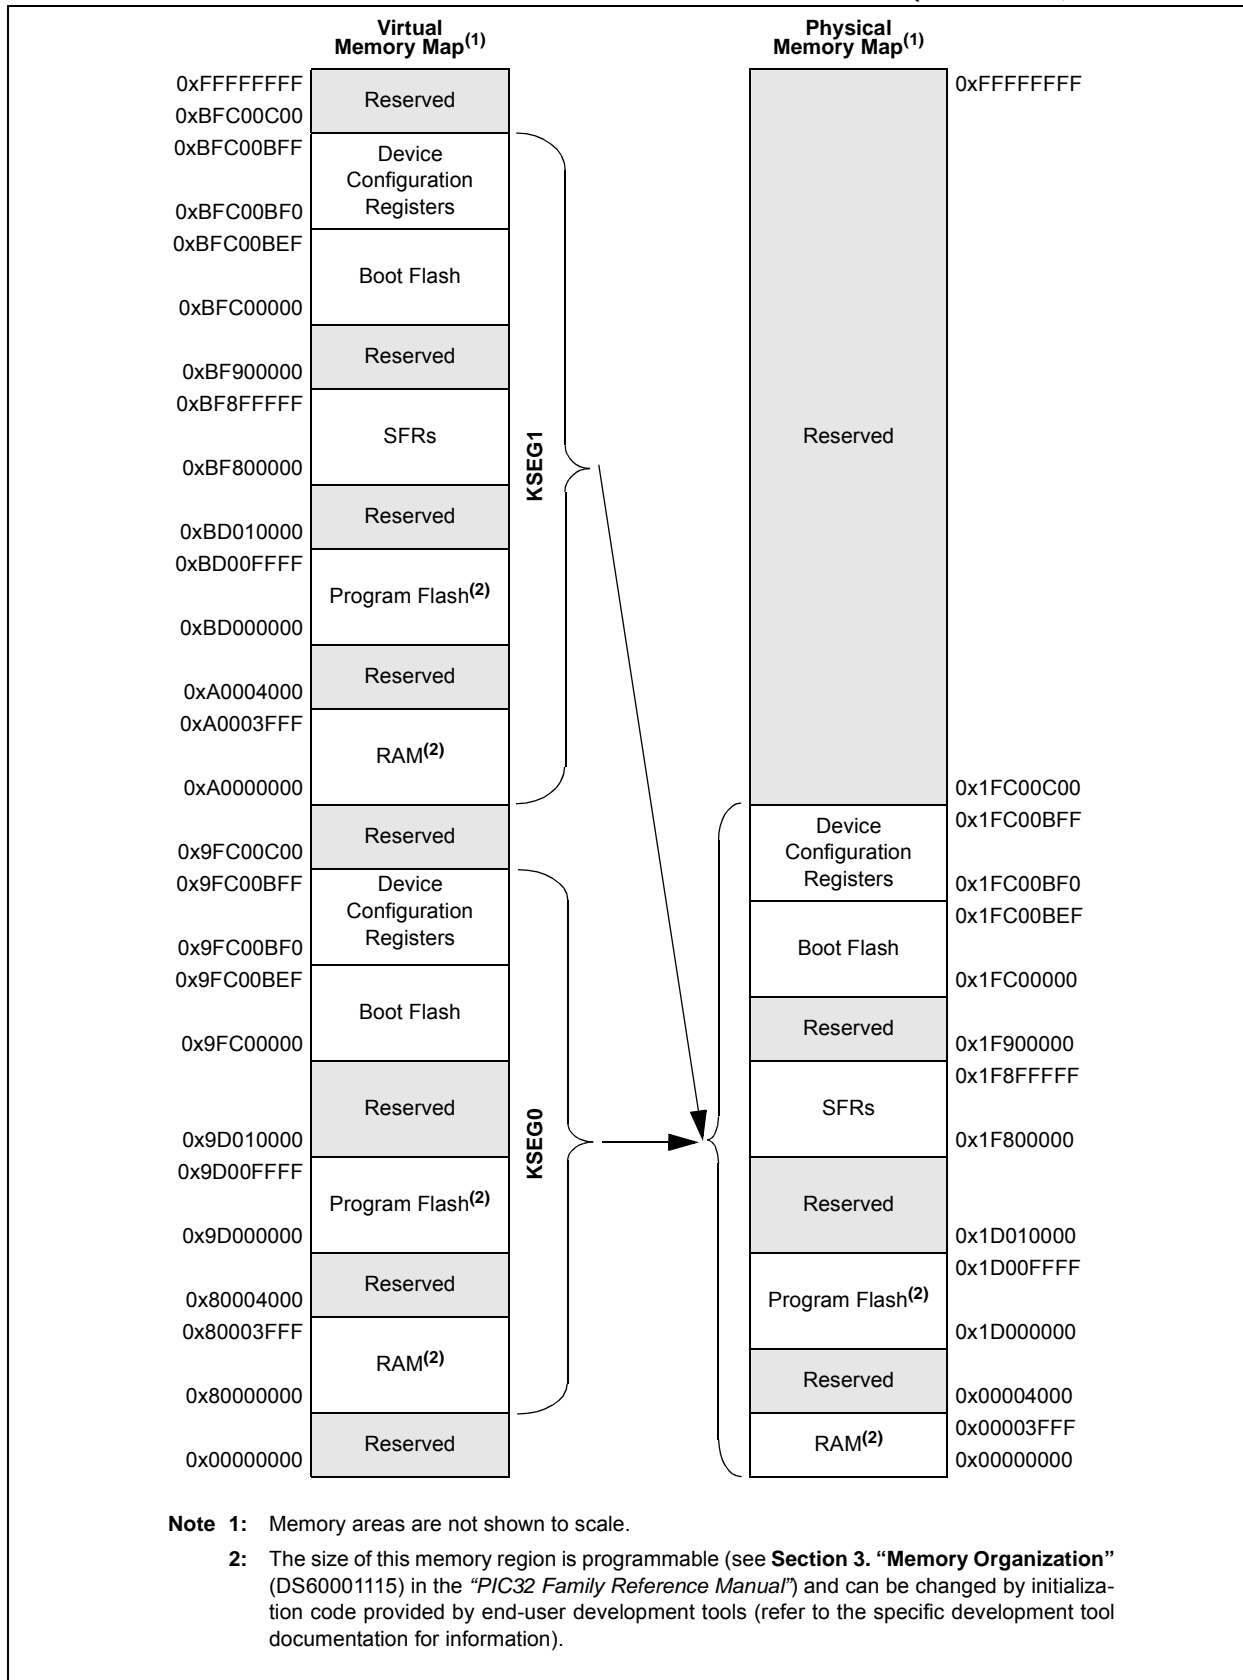 Virtual
Memory Map(1)
0xFFFFFFFF
Reserved
0xBFC00C00
0xBFC00BFF
Device
Configuration
Registers
0xBFC00BF0
0xBFC00BEF
Boot Flash
0xBFC00000
Reserved
0xBF900000
0xBF8FFFFF
SFRs
0xBF800000
Reserved
0xBD010000
0xBD00FFFF
Program Flash(2)
0xBD000000
Reserved
0xA0004000
0xA0003FFF
RAM(2)
0xA0000000
KSEG1
Reserved
0x9FC00C00
0x9FC00BFF
Device
Configuration
Registers
0x9FC00BF0
0x9FC00BEF
Boot Flash
0x9FC00000
Reserved
0x9D010000
0x9D00FFFF
Program Flash(2)
0x9D000000
Reserved
0x80004000
0x80003FFF
RAM(2)
0x80000000
KSEG0
Reserved
0x00000000
Physical
Memory Map(1)
0xFFFFFFFF
Reserved
0x1FC00C00
0x1FC00BFF
Device
Configuration
Registers
0x1FC00BF0
0x1FC00BEF
Boot Flash
0x1FC00000
Reserved
0x1F900000
0x1F8FFFFF
SFRs
0x1F800000
Reserved
0x1D010000
0x1D00FFFF
Program Flash(2)
0x1D000000
Reserved
0x00004000
0x00003FFF
RAM(2)
0x00000000
Note 1: Memory areas are not shown to scale.
2: The size of this memory region is programmable (see Section 3. “Memory Organization”
(DS60001115) in the “PIC32 Family Reference Manual”) and can be changed by initializa-
tion code provided by end-user development tools (refer to the specific development tool
documentation for information).